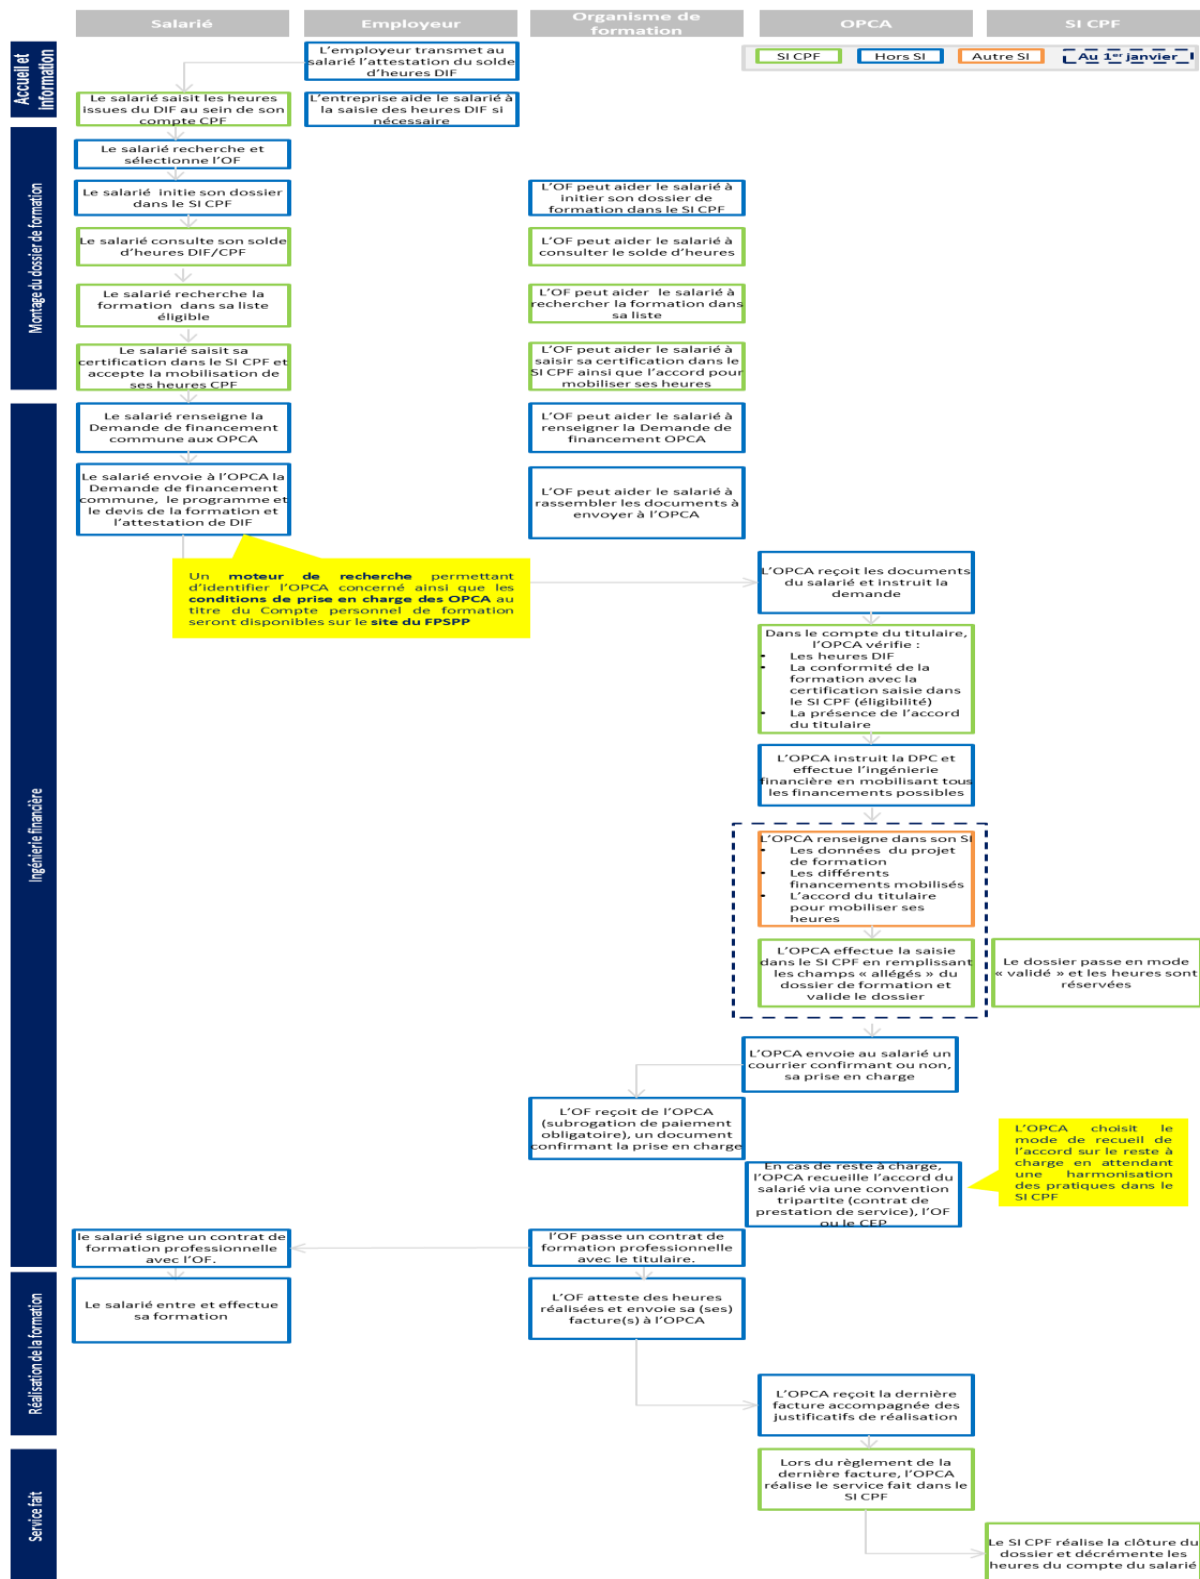 Salarié
Employeur
Organisme de
formation
OPCA
SI CPF
Accueil et
Information
L'employeur transmet au
salarié l'attestation du solde
d'heures DIF
SI CPF
Hors SI
Autre SI
Au 1er janvier
Le salarié saisit les heures
issues du DIF au sein de son
compte CPF
L'entreprise aide le salarié à
la saisie des heures DIF si
nécessaire
Montage du dossier de formation
Le salarié recherche et
sélectionne l'OF
Le salarié initie son dossier
dans le SI CPF
L'OF peut aider le salarié à
initier son dossier de
formation dans le SI CPF
Le salarié consulte son solde
d'heures DIF/CPF
L'OF peut aider le salarié à
consulter le solde d'heures
Le salarié recherche la
formation dans sa liste
éligible
L'OF peut aider le salarié à
rechercher la formation dans
sa liste
Le salarié saisit sa
certification dans le SI CPF et
accepte la mobilisation de
ses heures CPF
L'OF peut aider le salarié à
saisir sa certification dans le
SI CPF ainsi que l'accord pour
mobiliser ses heures
Ingénierie financière
Le salarié renseigne la
Demande de financement
commune aux OPCA
L'OF peut aider le salarié à
renseigner la Demande de
financement OPCA
Le salarié envoie à l'OPCA la
Demande de financement
commune, le programme et
le devis de la formation et
l'attestation de DIF
L'OF peut aider le salarié à
rassembler les documents à
envoyer à l'OPCA
Un moteur de recherche permettant
d'identifier l'OPCA concerné ainsi que les
conditions de prise en charge des OPCA au
titre du Compte personnel de formation
seront disponibles sur le site du FPSPP
L'OPCA reçoit les documents
du salarié et instruit la
demande
Dans le compte du titulaire,
l'OPCA vérifie :
• Les heures DIF
• La conformité de la
formation avec la
certification saisie dans
le SI CPF (éligibilité)
• La présence de l'accord
du titulaire
L'OPCA instruit la DPC et
effectue l'ingénierie
financière en mobilisant tous
les financements possibles
L'OPCA renseigne dans son SI
• Les données du projet
de formation
• Les différents
financements mobilisés
• L'accord du titulaire
pour mobiliser ses
heures
L'OPCA effectue la saisie
dans le SI CPF en remplissant
les champs « allégés » du
dossier de formation et
valide le dossier
Le dossier passe en mode
« validé » et les heures sont
réservées
L'OPCA envoie au salarié un
courrier confirmant ou non,
sa prise en charge
L'OF reçoit de l'OPCA
(subrogation de paiement
obligatoire), un document
confirmant la prise en charge
L'OPCA choisit le
mode de recueil de
l'accord sur le reste à
charge en attendant
une harmonisation
des pratiques dans le
SI CPF
En cas de reste à charge,
l'OPCA recueille l'accord du
salarié via une convention
tripartite (contrat de
prestation de service), l'OF
ou le CEP
le salarié signe un contrat de
formation professionnelle
avec l'OF.
l'OF passe un contrat de
formation professionnelle
avec le titulaire.
Réalisation de la formation
Le salarié entre et effectue
sa formation
L'OF atteste des heures
réalisées et envoie sa (ses)
facture(s) à l'OPCA
L'OPCA reçoit la dernière
facture accompagnée des
justificatifs de réalisation
Service fait
Lors du règlement de la
dernière facture, l'OPCA
réalise le service fait dans le
SI CPF
Le SI CPF réalise la clôture du
dossier et décrémente les
heures du compte du salarié